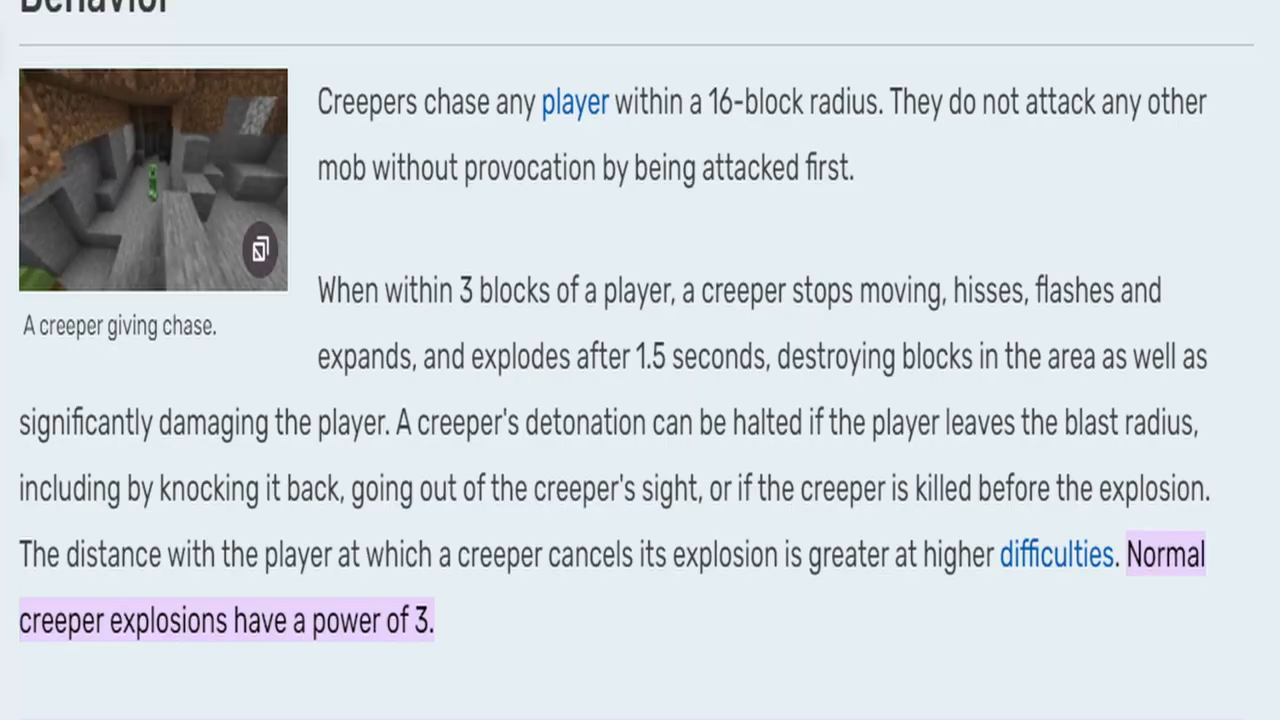 Behavior
Creepers chase any player within a 16-block radius. They do not attack any other
mob without provocation by being attacked first.
A creeper giving chase.
When within 3 blocks of a player, a creeper stops moving, hisses, flashes and
expands, and explodes after 1.5 seconds, destroying blocks in the area as well as
significantly damaging the player. A creeper's detonation can be halted if the player leaves the blast radius,
including by knocking it back, going out of the creeper's sight, or if the creeper is killed before the explosion.
The distance with the player at which a creeper cancels its explosion is greater at higher difficulties. Normal
creeper explosions have a power of 3.